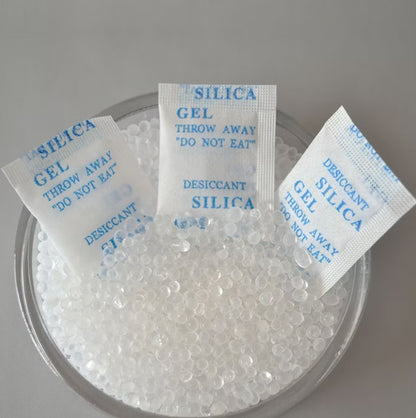 SILICA
GEL
THROW AWAY
"DO NOT EAT"
DESICCANT
SILICA
GEL
THROW AWAY
"DO NOT EAT"
DESICCANT
SILICA
DESICCANT
SILICA
GEL
THROW AWAY
"DO NOT EAT"